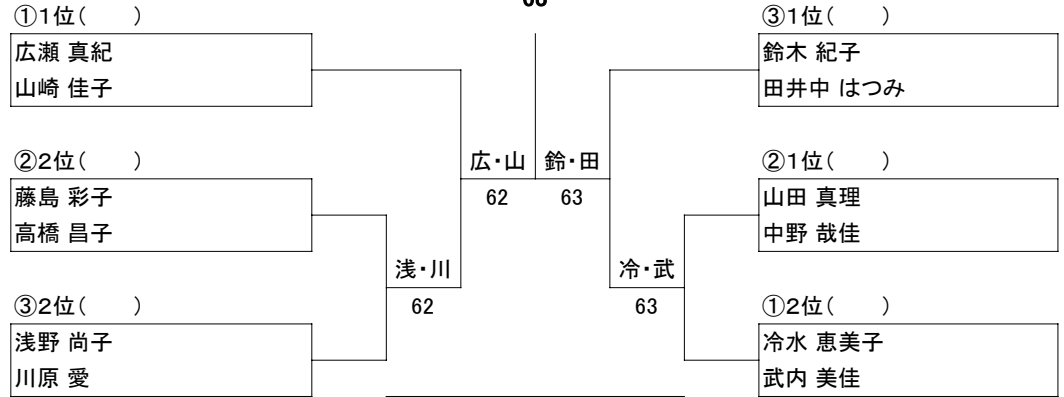 ①1位(　　)
広瀬 真紀
山崎 佳子
②2位(　　)
藤島 彩子
高橋 昌子
③2位(　　)
浅野 尚子
川原 愛
浅・川
62
広・山
62
鈴・田
63
冷・武
63
③1位(　　)
鈴木 紀子
田井中 はつみ
②1位(　　)
山田 真理
中野 哉佳
①2位(　　)
冷水 恵美子
武内 美佳